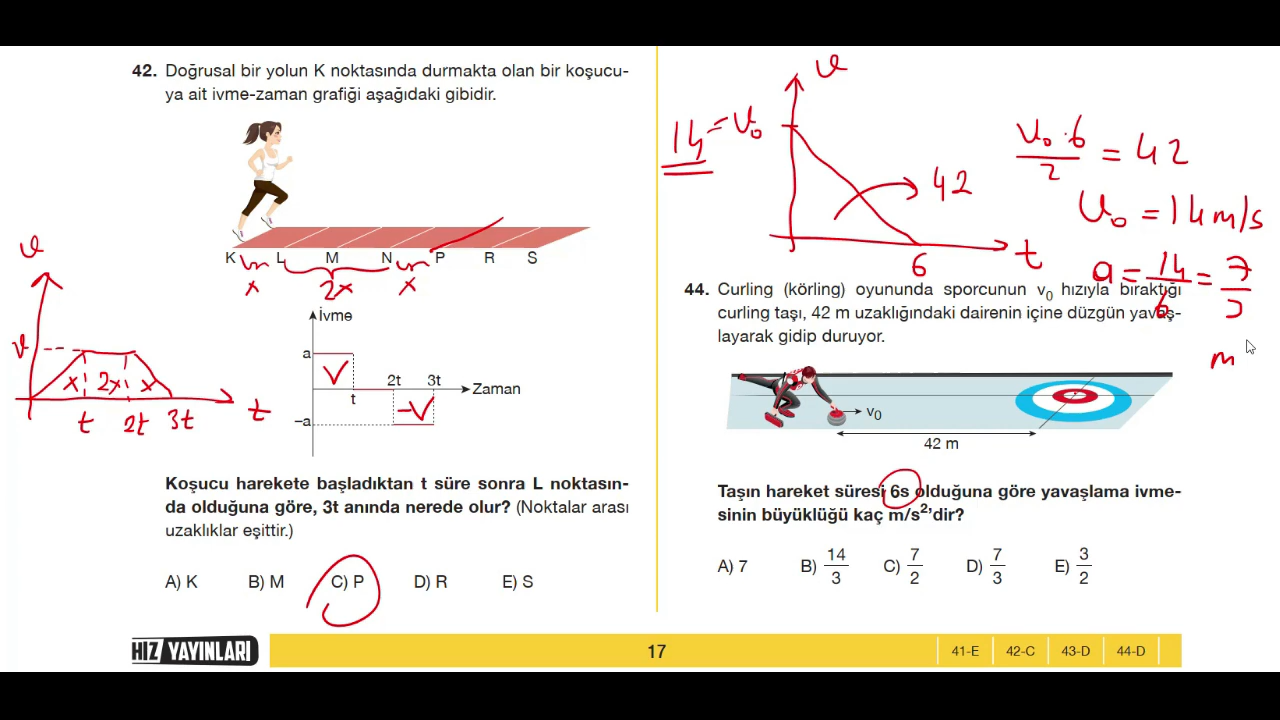 42. Doğrusal bir yolun K noktasında durmakta olan bir koşucu-
ya ait ivme-zaman grafiği aşağıdaki gibidir.
K L M N P R S
x 2x x
ϑ
V
x 2x x
t 2t 3t t
İvme
a
V
2t 3t
t
Zaman
-V
–a
Koşucu harekete başladıktan t süre sonra L noktasın-
da olduğuna göre, 3t anında nerede olur? (Noktalar arası
uzaklıklar eşittir.)
A) K B) M C) P D) R E) S
ϑ
14 = ϑ₀
42
6 t
ϑ₀ · 6 / 2 = 42
ϑ₀ = 14 m/s
a = 14/6 = 7/3
m
44. Curling (körling) oyununda sporcunun v₀ hızıyla bıraktığı
curling taşı, 42 m uzaklığındaki dairenin içine düzgün yavaş-
layarak gidip duruyor.
v₀
42 m
Taşın hareket süresi 6s olduğuna göre yavaşlama ivme-
sinin büyüklüğü kaç m/s²'dir?
A) 7 B) 14/3 C) 7/2 D) 7/3 E) 3/2
HIZ YAYINLARI
17
41-E 42-C 43-D 44-D